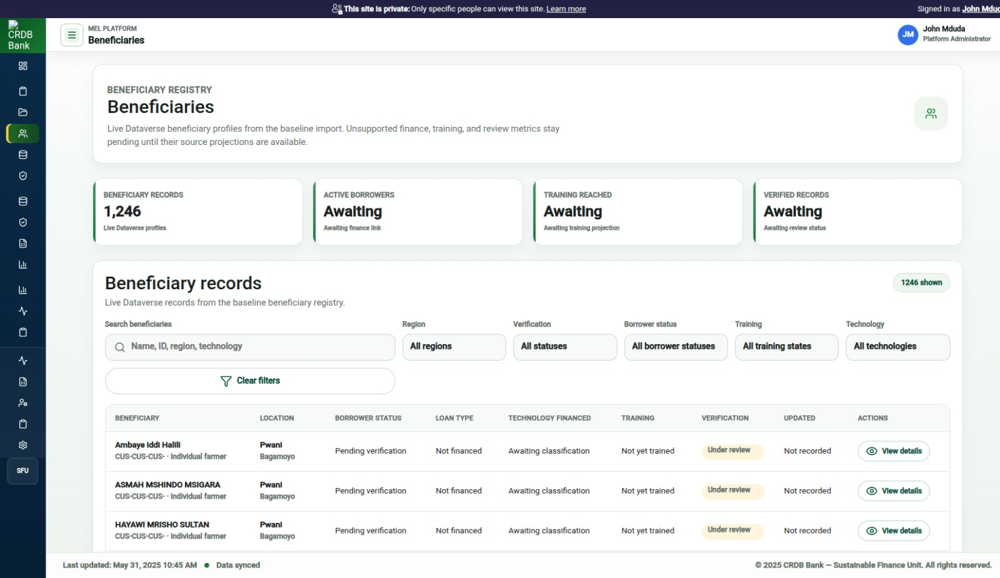 This site is private: Only specific people can view this site. Learn more
Signed in as John Mduc
CRDB
Bank
MEL PLATFORM
Beneficiaries
JM
John Mduda
Platform Administrator
BENEFICIARY REGISTRY
Beneficiaries
Live Dataverse beneficiary profiles from the baseline import. Unsupported finance, training, and review metrics stay
pending until their source projections are available.
BENEFICIARY RECORDS
1,246
Live Dataverse profiles
ACTIVE BORROWERS
Awaiting
Awaiting finance link
TRAINING REACHED
Awaiting
Awaiting training projection
VERIFIED RECORDS
Awaiting
Awaiting review status
Beneficiary records
1246 shown
Live Dataverse records from the baseline beneficiary registry.
Search beneficiaries
Region
Verification
Borrower status
Training
Technology
Name, ID, region, technology
All regions
All statuses
All borrower statuses
All training states
All technologies
Clear filters
BENEFICIARY LOCATION BORROWER STATUS LOAN TYPE TECHNOLOGY FINANCED TRAINING VERIFICATION UPDATED ACTIONS
Ambaye Iddi Halili
CUS-CUS-CUS- · Individual farmer
Pwani
Bagamoyo
Pending verification
Not financed
Awaiting classification
Not yet trained
Under review
Not recorded
View details
ASMAH MSHINDO MSIGARA
CUS-CUS-CUS- · Individual farmer
Pwani
Bagamoyo
Pending verification
Not financed
Awaiting classification
Not yet trained
Under review
Not recorded
View details
HAYAWI MRISHO SULTAN
CUS-CUS-CUS- · Individual farmer
Pwani
Bagamoyo
Pending verification
Not financed
Awaiting classification
Not yet trained
Under review
Not recorded
View details
SFU
Last updated: May 31, 2025 10:45 AM
Data synced
© 2025 CRDB Bank — Sustainable Finance Unit. All rights reserved.